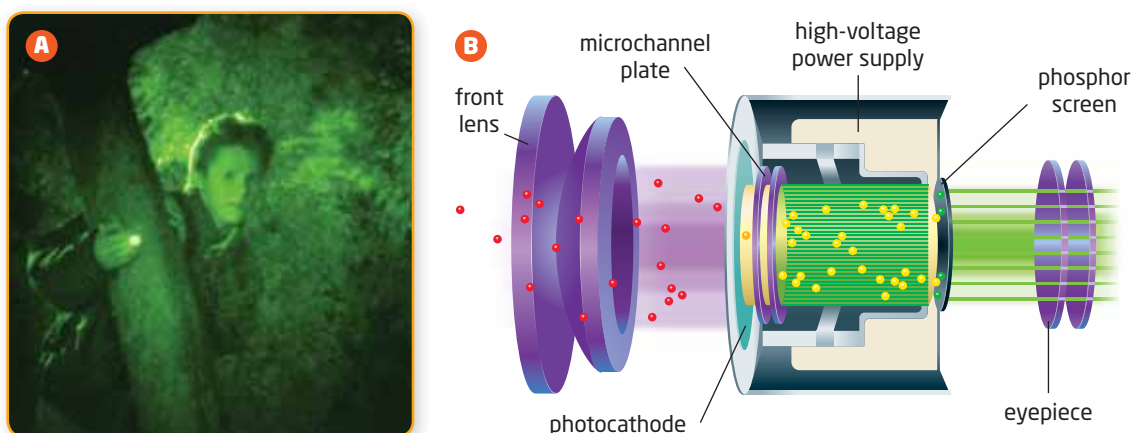 A
B
front
lens
microchannel
plate
high-voltage
power supply
phosphor
screen
photocathode
eyepiece